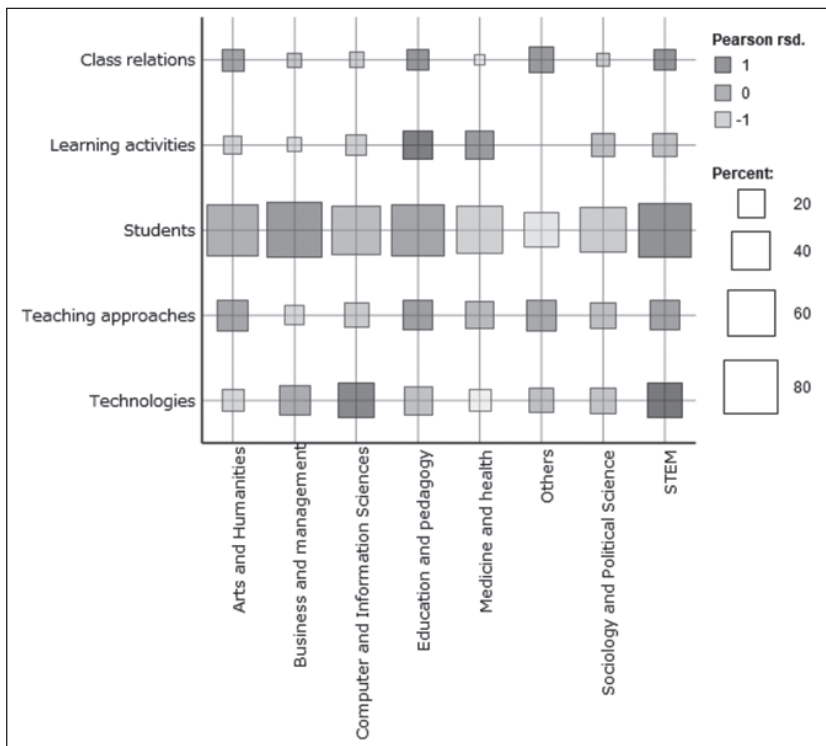 Class relations
Learning activities
Students
Teaching approaches
Technologies
Arts and Humanities
Business and management
Computer and Information Sciences
Education and pedagogy
Medicine and health
Others
Sociology and Political Science
STEM
Pearson rsd.
1
0
-1
Percent:
20
40
60
80